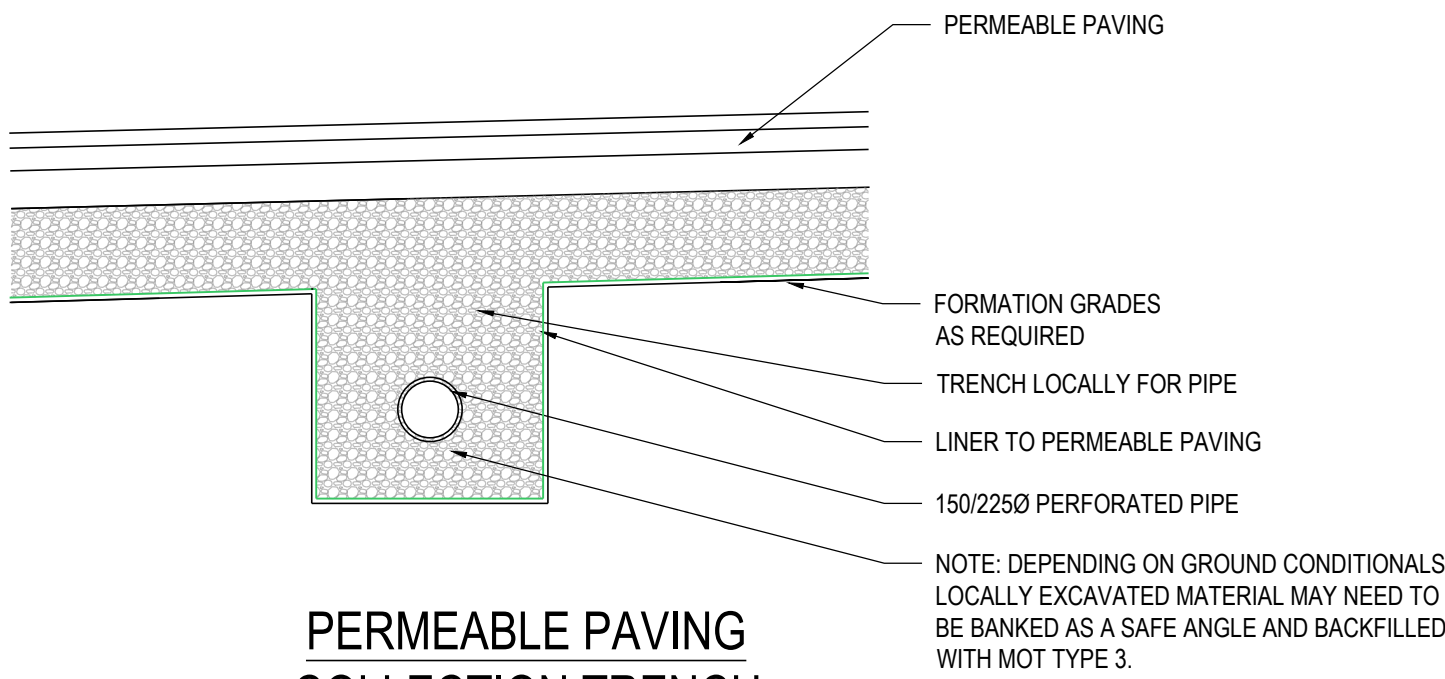 PERMEABLE PAVING
FORMATION GRADES
AS REQUIRED
TRENCH LOCALLY FOR PIPE
LINER TO PERMEABLE PAVING
150/225Ø PERFORATED PIPE
NOTE: DEPENDING ON GROUND CONDITIONALS
LOCALLY EXCAVATED MATERIAL MAY NEED TO
BE BANKED AS A SAFE ANGLE AND BACKFILLED
WITH MOT TYPE 3.
PERMEABLE PAVING
COLLECTION TRENCH